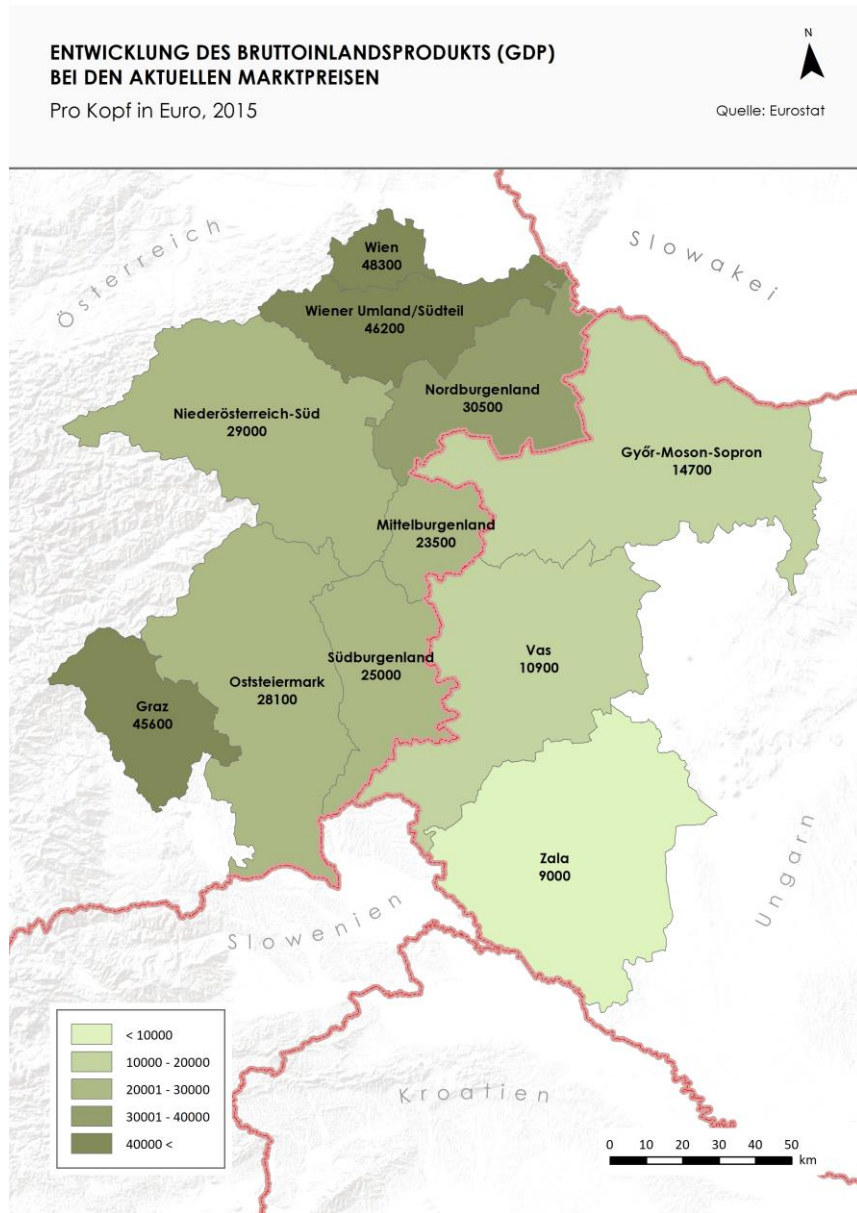 ENTWICKLUNG DES BRUTTOINLANDSPRODUKTS (GDP)
BEI DEN AKTUELLEN MARKTPREISEN
Pro Kopf in Euro, 2015
N
Quelle: Eurostat
Österreich
Slowakei
Wien
48300
Wiener Umland/Südteil
46200
Nordburgenland
30500
Niederösterreich-Süd
29000
Győr-Moson-Sopron
14700
Mittelburgenland
23500
Vas
10900
Südburgenland
25000
Oststeiermark
28100
Graz
45600
Zala
9000
Ungarn
Slowenien
Kroatien
< 10000
10000 - 20000
20001 - 30000
30001 - 40000
40000 <
0 10 20 30 40 50
km